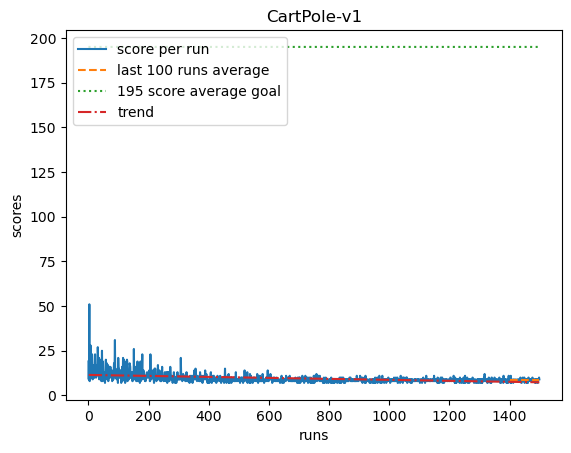 CartPole-v1
score per run
last 100 runs average
195 score average goal
trend
scores
200
175
150
125
100
75
50
25
0
0 200 400 600 800 1000 1200 1400
runs